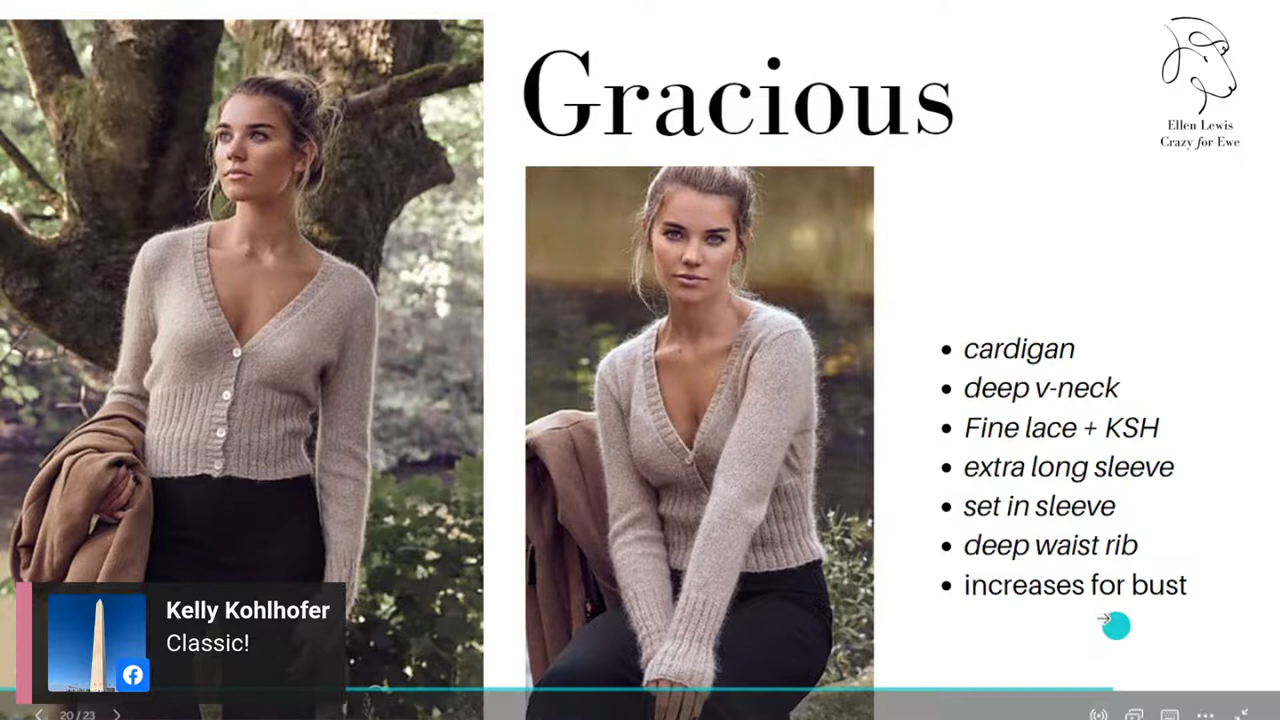 Gracious
Ellen Lewis
Crazy for Ewe
cardigan
deep v-neck
Fine lace + KSH
extra long sleeve
set in sleeve
deep waist rib
increases for bust
Kelly Kohlhofer
Classic!
20 / 23